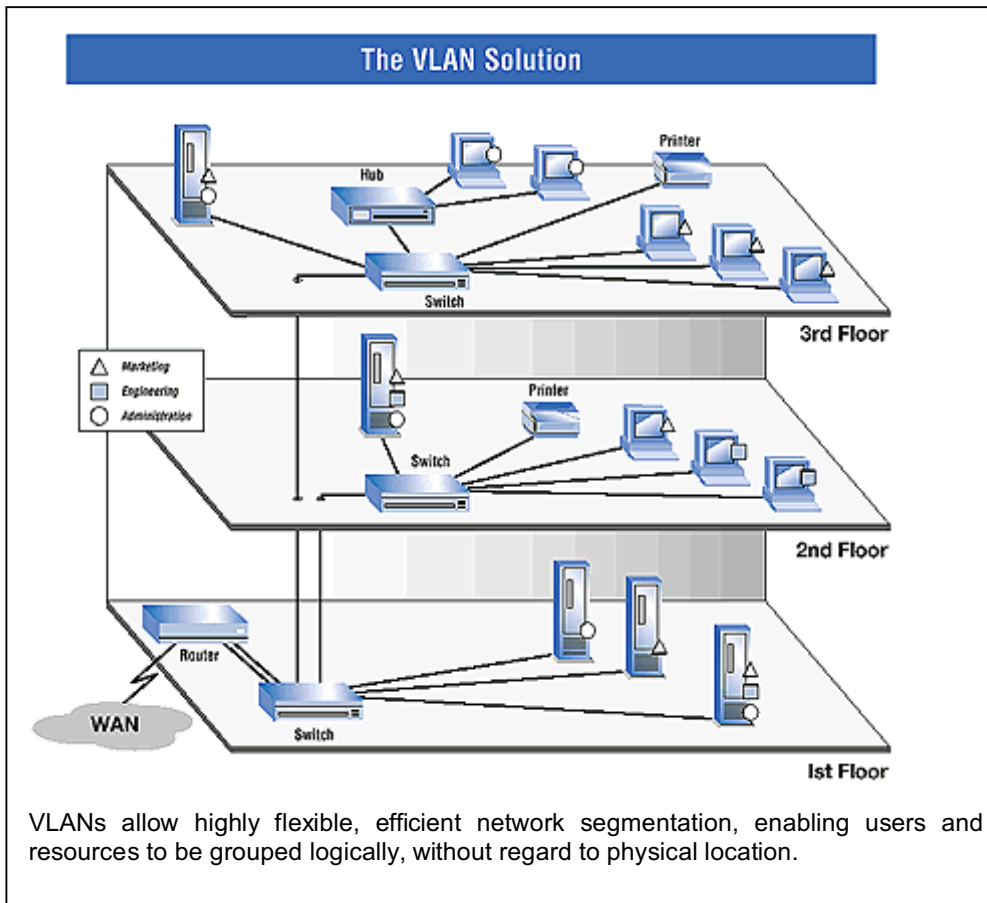 The VLAN Solution
Printer
Hub
Switch
3rd Floor
Marketing
Engineering
Administration
Printer
Switch
2nd Floor
Router
WAN
Switch
1st Floor
VLANs allow highly flexible, efficient network segmentation, enabling users and
resources to be grouped logically, without regard to physical location.